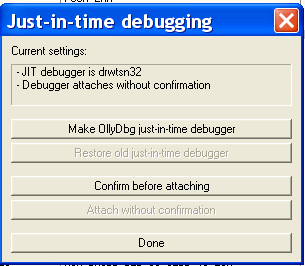 Just-in-time debugging
Current settings:
- JIT debugger is drwtsn32
- Debugger attaches without confirmation
Make OllyDbg just-in-time debugger
Restore old just-in-time debugger
Confirm before attaching
Attach without confirmation
Done